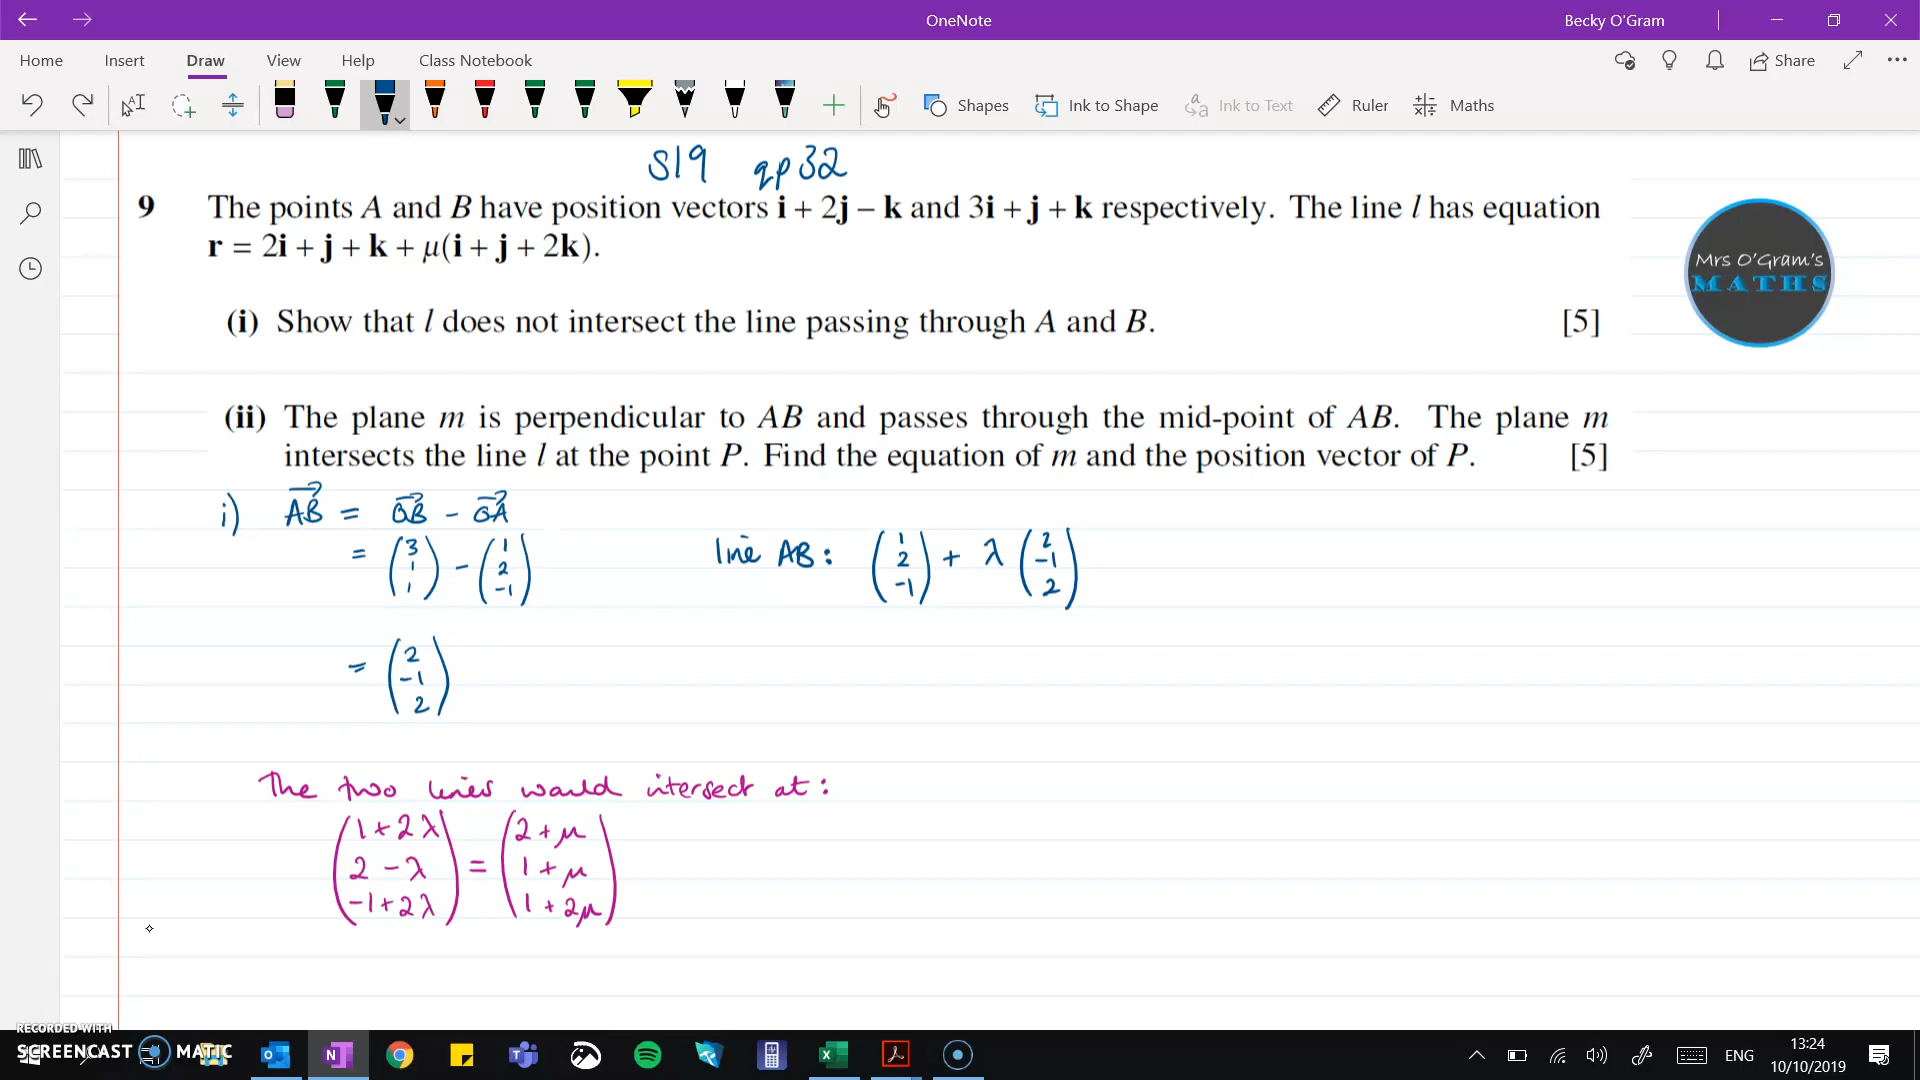 OneNote
Becky O'Gram
Home Insert Draw View Help Class Notebook
Share
Shapes Ink to Shape Ink to Text Ruler Maths
S19 qp32
9 The points A and B have position vectors i + 2j − k and 3i + j + k respectively. The line l has equation
r = 2i + j + k + μ(i + j + 2k).
Mrs O'Gram's
MATHS
(i) Show that l does not intersect the line passing through A and B. [5]
(ii) The plane m is perpendicular to AB and passes through the mid-point of AB. The plane m
intersects the line l at the point P. Find the equation of m and the position vector of P. [5]
i) AB→ = OB→ − OA→
= (3 1 1) − (1 2 −1)
line AB: (1 2 −1) + λ (2 −1 2)
= (2 −1 2)
The two lines would intersect at:
(1 + 2λ) = (2 + μ)
(2 − λ) = (1 + μ)
(−1 + 2λ) = (1 + 2μ)
RECORDED WITH
SCREENCAST MATIC
ENG
13:24
10/10/2019